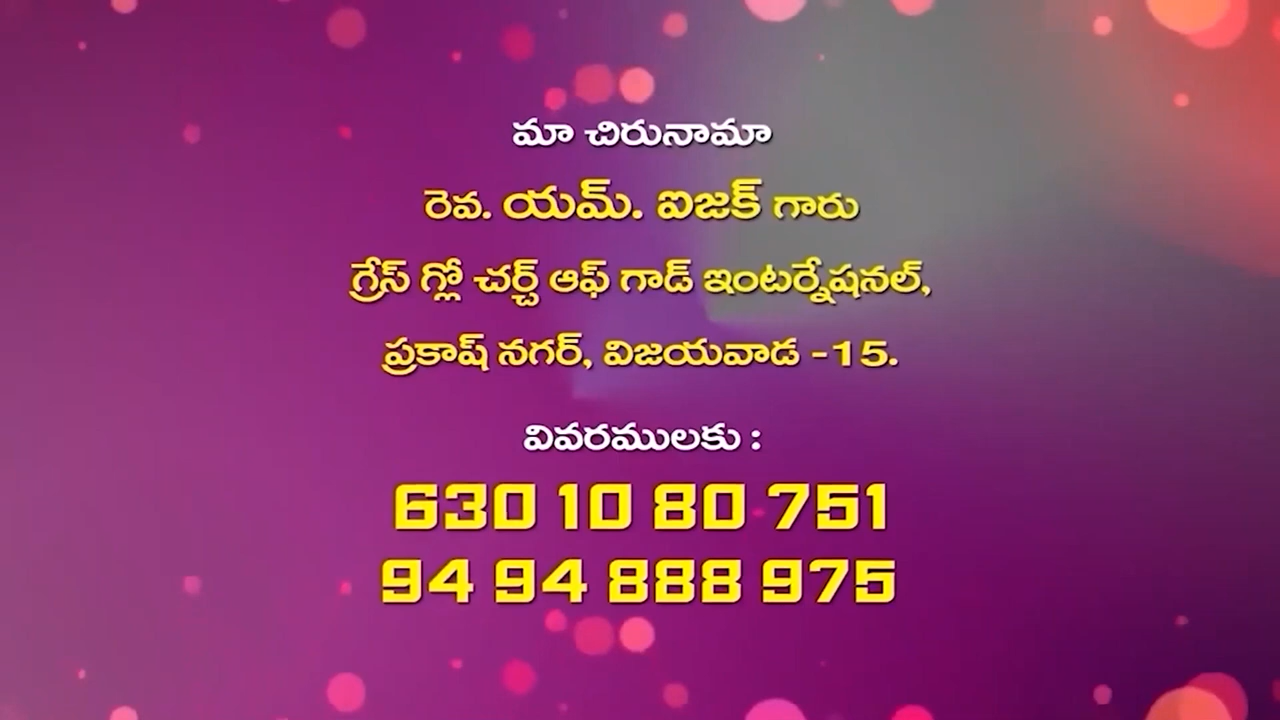 మా చిరునామా
రెవ. యమ్. ఐజక్ గారు
గ్రేస్ గ్లో చర్చ్ ఆఫ్ గాడ్ ఇంటర్నేషనల్,
ప్రకాష్ నగర్, విజయవాడ -15.
వివరములకు :
630 10 80 751
94 94 888 975